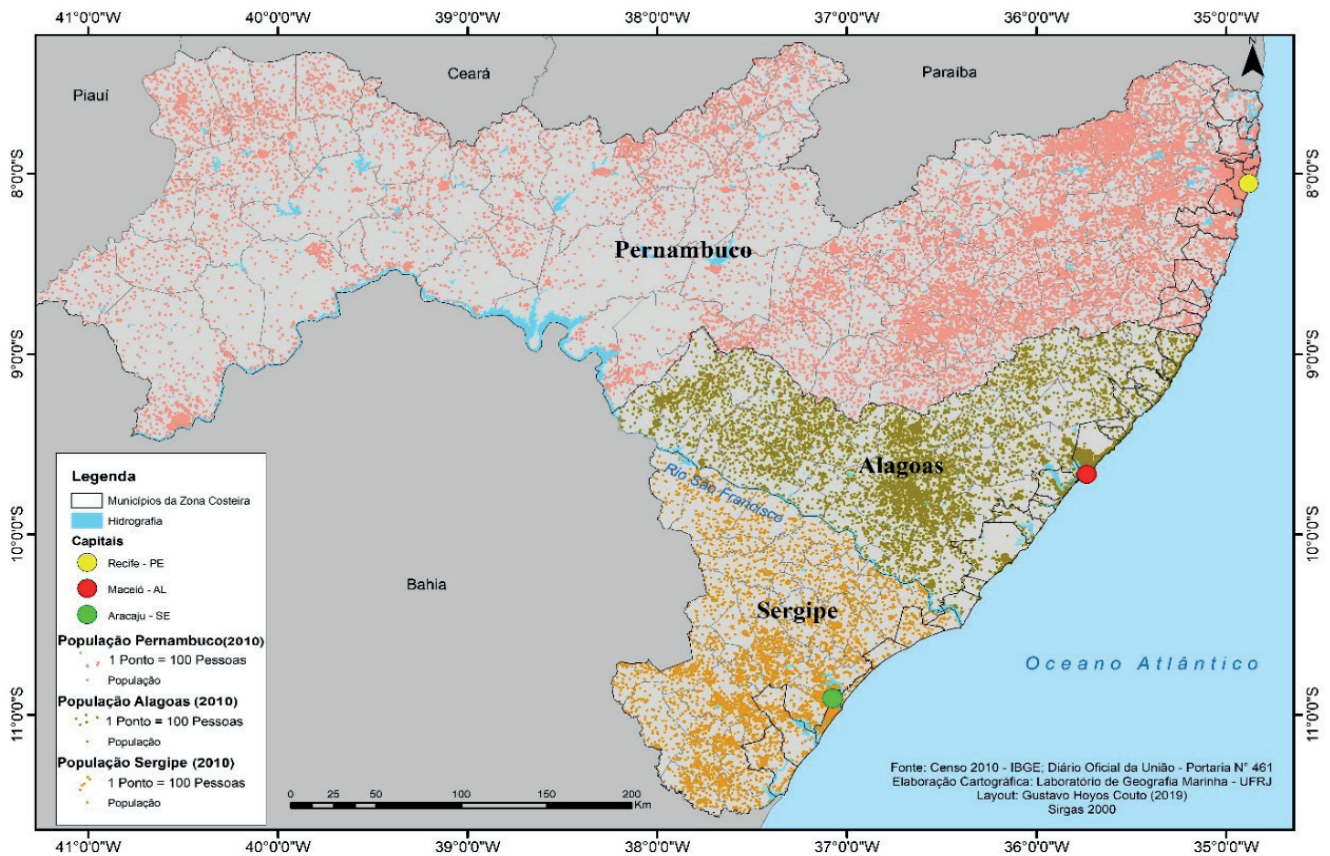 41°0'0"W 40°0'0"W 39°0'0"W 38°0'0"W 37°0'0"W 36°0'0"W 35°0'0"W
N
Piauí
Ceará
Paraíba
8°0'0"S
8°0'0"S
Pernambuco
9°0'0"S
9°0'0"S
Alagoas
Rio São Francisco
10°0'0"S
10°0'0"S
Bahia
Sergipe
Oceano Atlântico
11°0'0"S
11°0'0"S
Legenda
Municípios da Zona Costeira
Hidrografia
Capitais
Recife - PE
Maceió - AL
Aracaju - SE
População Pernambuco(2010)
1 Ponto = 100 Pessoas
População
População Alagoas (2010)
1 Ponto = 100 Pessoas
População
População Sergipe (2010)
1 Ponto = 100 Pessoas
População
0 25 50 100 150 200
Km
Fonte: Censo 2010 - IBGE; Diário Oficial da União - Portaria N° 461
Elaboração Cartográfica: Laboratório de Geografia Marinha - UFRJ
Layout: Gustavo Hoyos Couto (2019)
Sirgas 2000
41°0'0"W 40°0'0"W 39°0'0"W 38°0'0"W 37°0'0"W 36°0'0"W 35°0'0"W